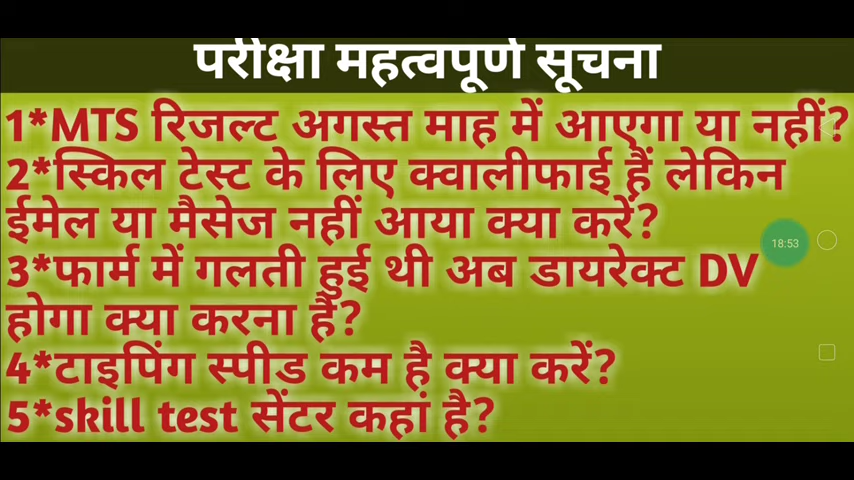 परीक्षा महत्वपूर्ण सूचना
1*MTS रिजल्ट अगस्त माह में आएगा या नहीं?
2*स्किल टेस्ट के लिए क्वालीफाई हैं लेकिन
ईमेल या मैसेज नहीं आया क्या करें?
18:53
3*फार्म में गलती हुई थी अब डायरेक्ट DV
होगा क्या करना है?
4*टाइपिंग स्पीड कम है क्या करें?
5*skill test सेंटर कहां है?